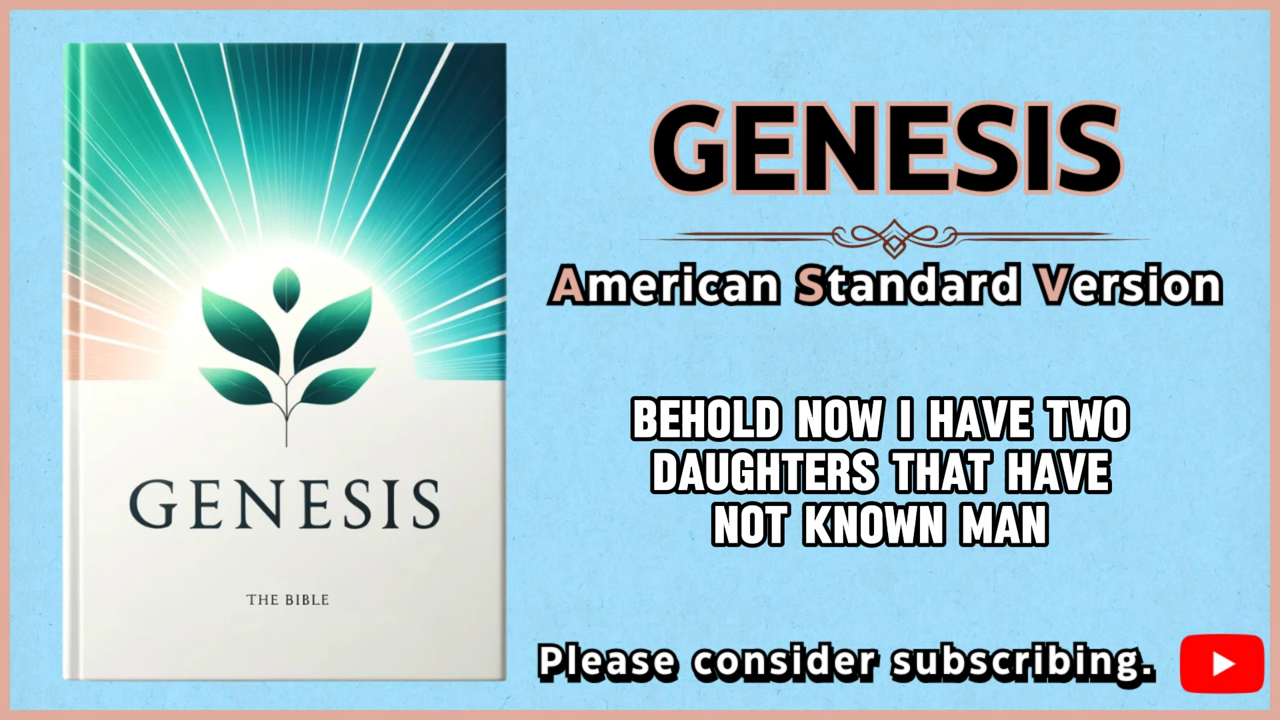 GENESIS
THE BIBLE
GENESIS
American Standard Version
BEHOLD NOW I HAVE TWO
DAUGHTERS THAT HAVE
NOT KNOWN MAN
Please consider subscribing.